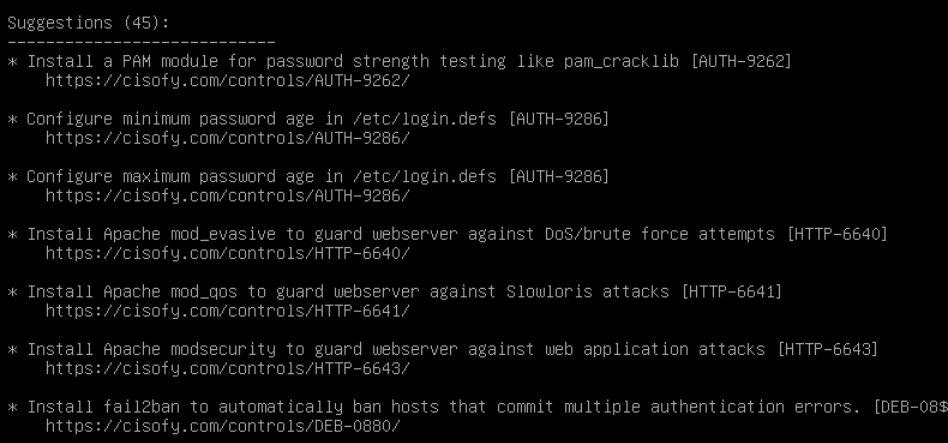 Suggestions (45):
----------------------------
* Install a PAM module for password strength testing like pam_cracklib [AUTH-9262]
https://cisofy.com/controls/AUTH-9262/
* Configure minimum password age in /etc/login.defs [AUTH-9286]
https://cisofy.com/controls/AUTH-9286/
* Configure maximum password age in /etc/login.defs [AUTH-9286]
https://cisofy.com/controls/AUTH-9286/
* Install Apache mod_evasive to guard webserver against DoS/brute force attempts [HTTP-6640]
https://cisofy.com/controls/HTTP-6640/
* Install Apache mod_qos to guard webserver against Slowloris attacks [HTTP-6641]
https://cisofy.com/controls/HTTP-6641/
* Install Apache modsecurity to guard webserver against web application attacks [HTTP-6643]
https://cisofy.com/controls/HTTP-6643/
* Install fail2ban to automatically ban hosts that commit multiple authentication errors. [DEB-08$
https://cisofy.com/controls/DEB-0880/